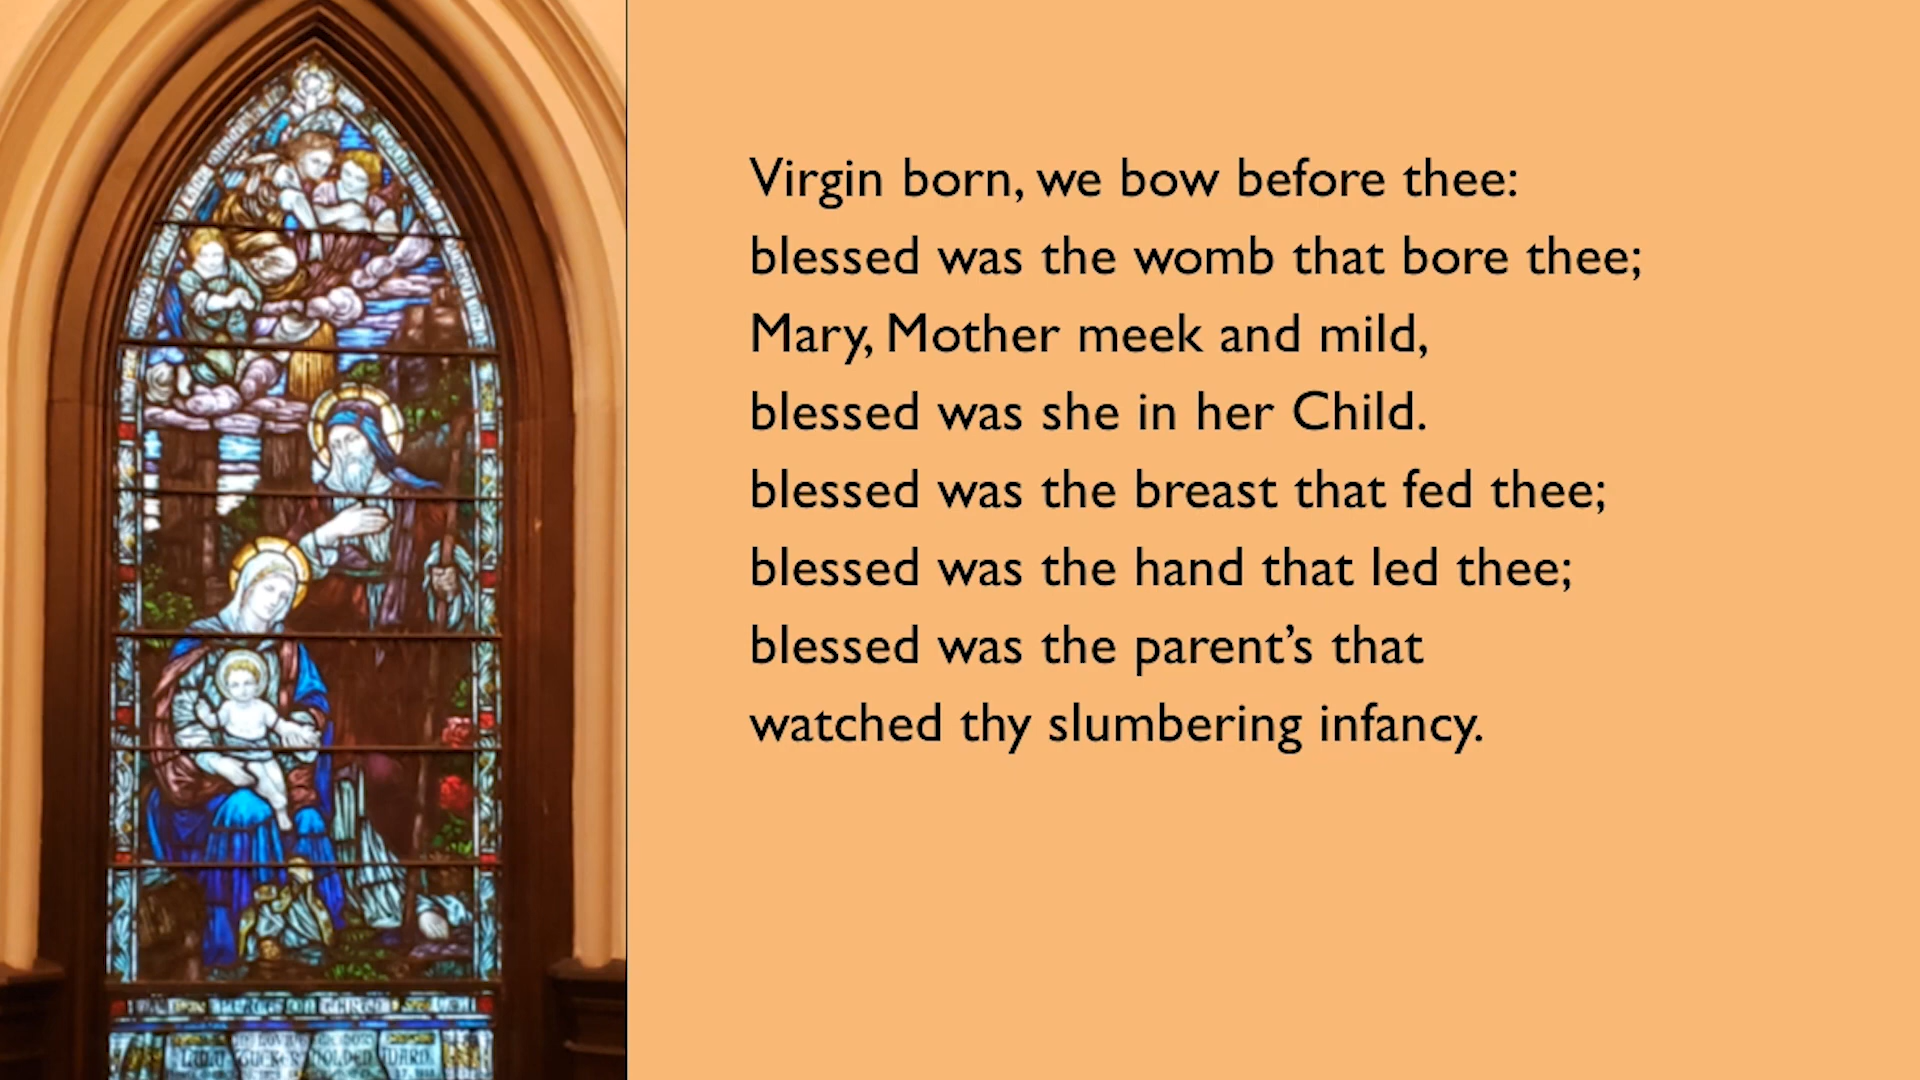 Virgin born, we bow before thee:
blessed was the womb that bore thee;
Mary, Mother meek and mild,
blessed was she in her Child.
blessed was the breast that fed thee;
blessed was the hand that led thee;
blessed was the parent’s that
watched thy slumbering infancy.